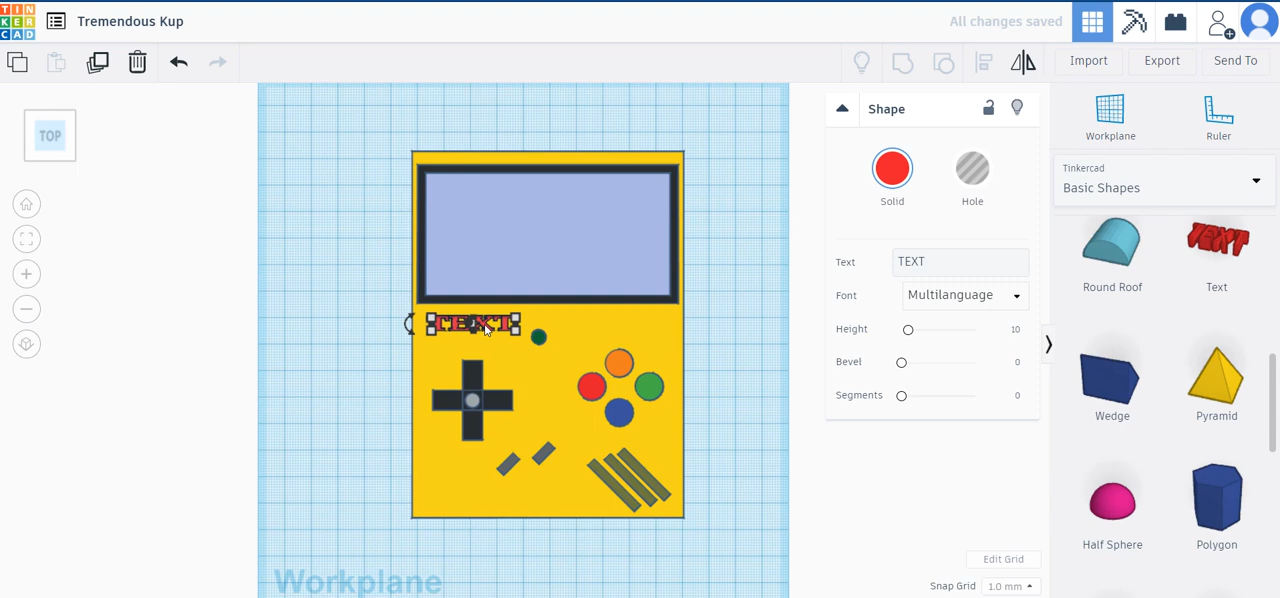 TIN
KER
CAD
Tremendous Kup
All changes saved
Import
Export
Send To
TOP
Shape
Solid
Hole
Text
TEXT
Font
Multilanguage
Height
10
Bevel
0
Segments
0
Workplane
Ruler
Tinkercad
Basic Shapes
TEXT
Round Roof
Text
Wedge
Pyramid
Half Sphere
Polygon
TEXT
Workplane
Edit Grid
Snap Grid
1.0 mm